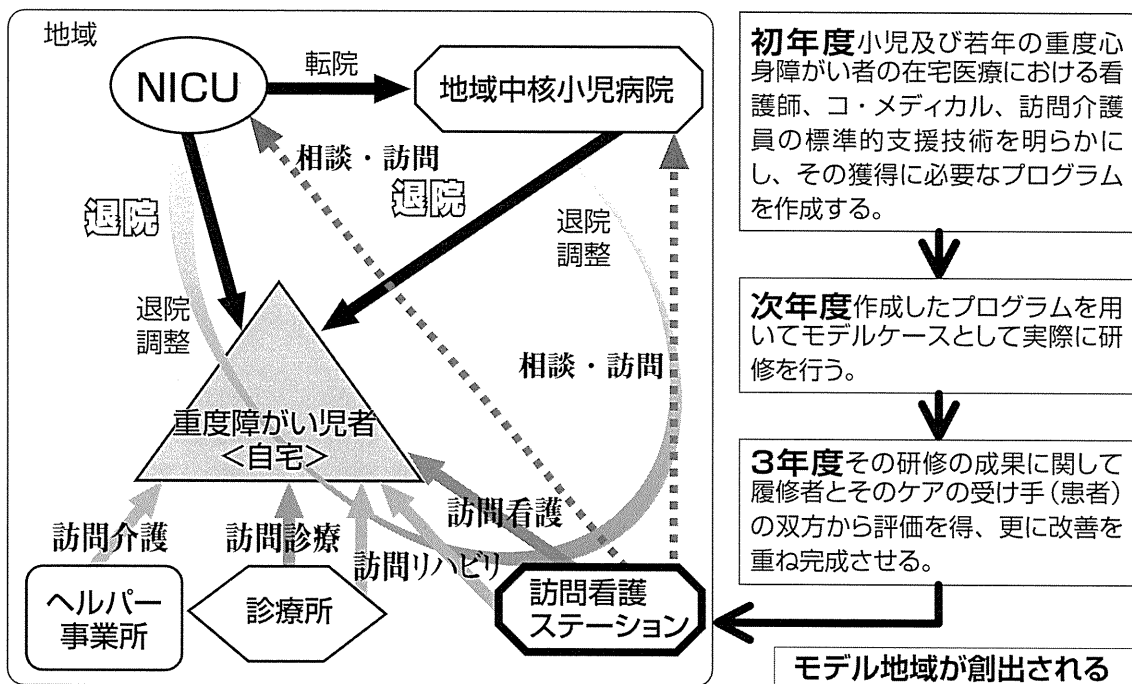 地域
NICU
転院
地域中核小児病院
相談・訪問
退院
退院
退院
調整
退院
調整
相談・訪問
重度障がい児者
<自宅>
訪問介護
訪問診療
訪問リハビリ
訪問看護
ヘルパー
事業所
診療所
訪問看護
ステーション
初年度小児及び若年の重度心
身障がい者の在宅医療における看
護師、コ・メディカル、訪問介護
員の標準的支援技術を明らかに
し、その獲得に必要なプログラム
を作成する。
次年度作成したプログラムを用
いてモデルケースとして実際に研
修を行う。
3年度その研修の成果に関して
履修者とそのケアの受け手(患者)
の双方から評価を得、更に改善を
重ね完成させる。
モデル地域が創出される